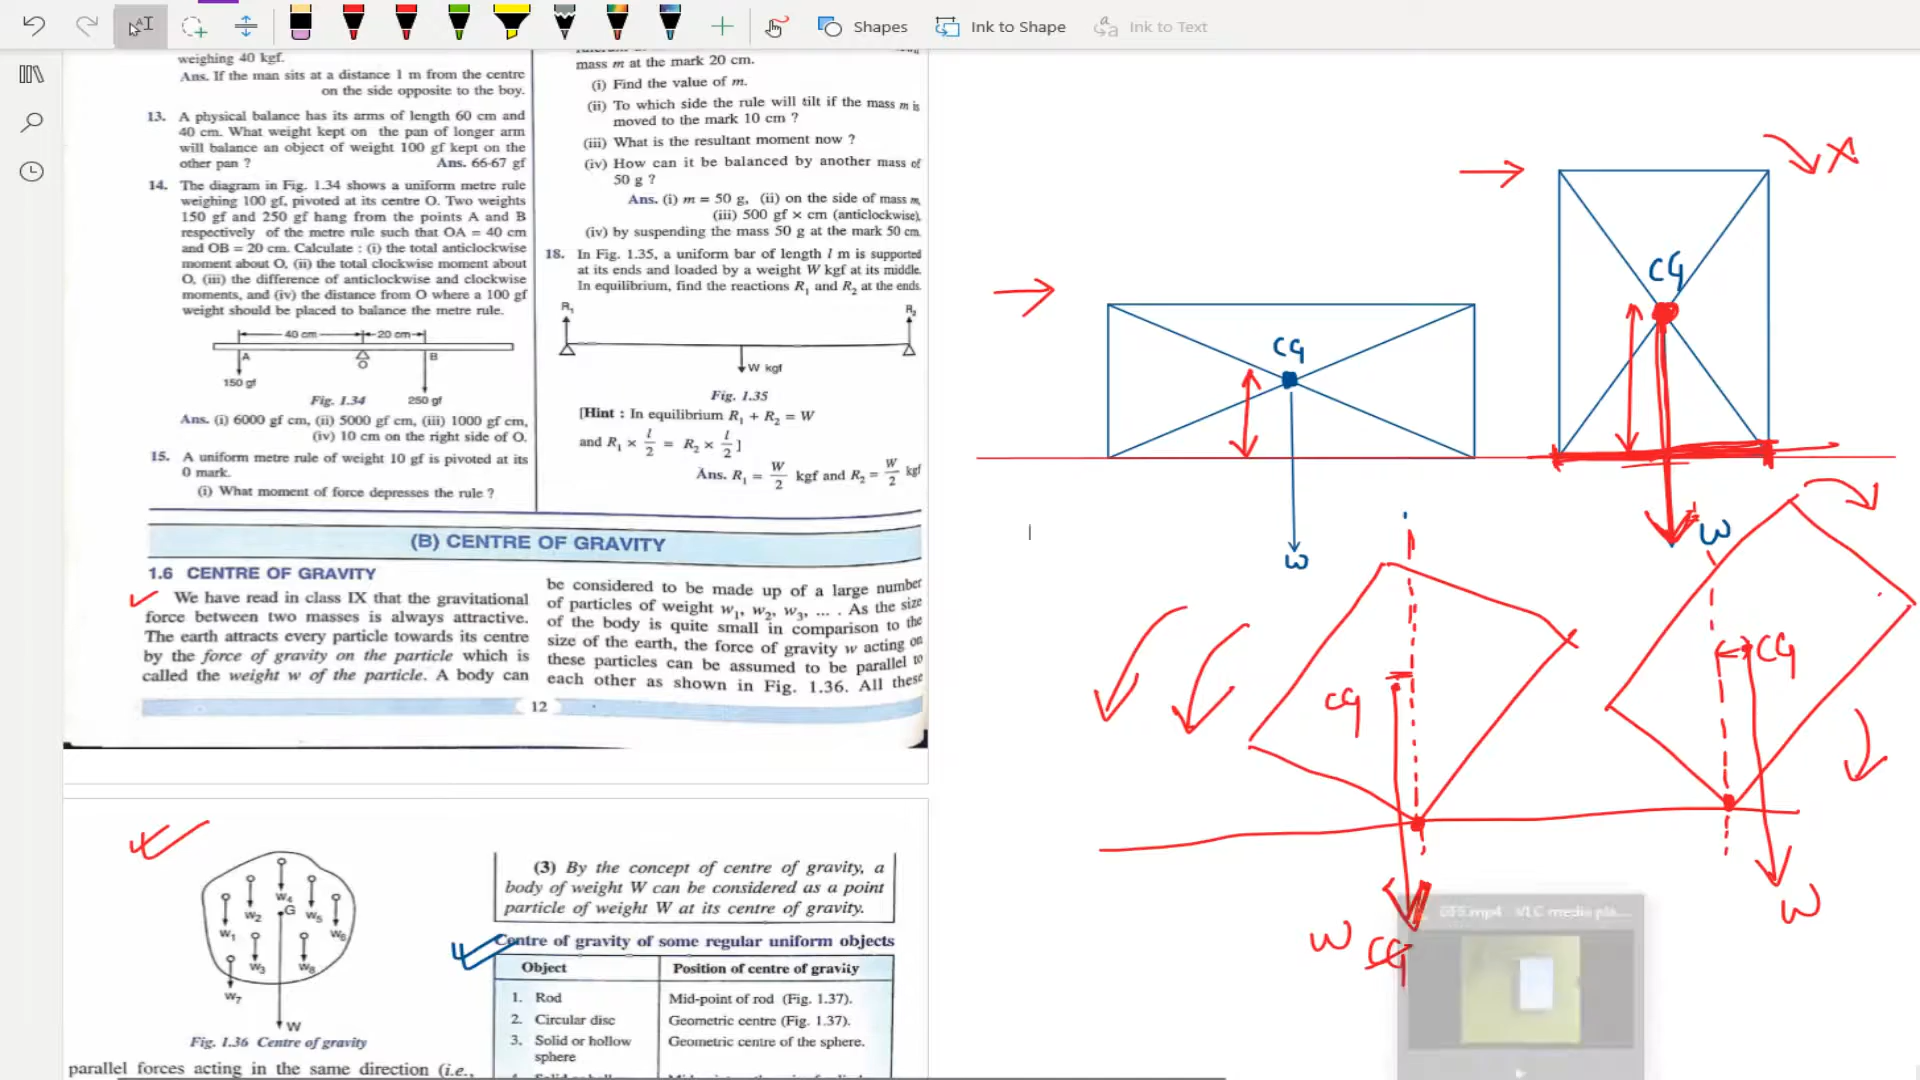 Shapes
Ink to Shape
Ink to Text
weighing 40 kgf.
Ans. If the man sits at a distance 1 m from the centre
on the side opposite to the boy.
13. A physical balance has its arms of length 60 cm and
40 cm. What weight kept on the pan of longer arm
will balance an object of weight 100 gf kept on the
other pan ? Ans. 66·67 gf
14. The diagram in Fig. 1.34 shows a uniform metre rule
weighing 100 gf, pivoted at its centre O. Two weights
150 gf and 250 gf hang from the points A and B
respectively of the metre rule such that OA = 40 cm
and OB = 20 cm. Calculate : (i) the total anticlockwise
moment about O, (ii) the total clockwise moment about
O, (iii) the difference of anticlockwise and clockwise
moments, and (iv) the distance from O where a 100 gf
weight should be placed to balance the metre rule.
40 cm 20 cm
A O B
150 gf
Fig. 1.34 250 gf
Ans. (i) 6000 gf cm, (ii) 5000 gf cm, (iii) 1000 gf cm,
(iv) 10 cm on the right side of O.
15. A uniform metre rule of weight 10 gf is pivoted at its
0 mark.
(i) What moment of force depresses the rule ?
mass m at the mark 20 cm.
(i) Find the value of m.
(ii) To which side the rule will tilt if the mass m is
moved to the mark 10 cm ?
(iii) What is the resultant moment now ?
(iv) How can it be balanced by another mass of
50 g ?
Ans. (i) m = 50 g, (ii) on the side of mass m,
(iii) 500 gf × cm (anticlockwise),
(iv) by suspending the mass 50 g at the mark 50 cm.
18. In Fig. 1.35, a uniform bar of length l m is supported
at its ends and loaded by a weight W kgf at its middle.
In equilibrium, find the reactions R1 and R2 at the ends.
R1 R2
W kgf
Fig. 1.35
[Hint : In equilibrium R1 + R2 = W
and R1 × l/2 = R2 × l/2 ]
Ans. R1 = W/2 kgf and R2 = W/2 kgf
(B) CENTRE OF GRAVITY
1.6 CENTRE OF GRAVITY
We have read in class IX that the gravitational
force between two masses is always attractive.
The earth attracts every particle towards its centre
by the force of gravity on the particle which is
called the weight w of the particle. A body can
be considered to be made up of a large number
of particles of weight w1, w2, w3, ... . As the size
of the body is quite small in comparison to the
size of the earth, the force of gravity w acting on
these particles can be assumed to be parallel to
each other as shown in Fig. 1.36. All these
12
W4
W2 G W5
W1 W6
W3 W8
W7
W
Fig. 1.36 Centre of gravity
parallel forces acting in the same direction (i.e.,
(3) By the concept of centre of gravity, a
body of weight W can be considered as a point
particle of weight W at its centre of gravity.
Centre of gravity of some regular uniform objects
Object Position of centre of gravity
1. Rod Mid-point of rod (Fig. 1.37).
2. Circular disc Geometric centre (Fig. 1.37).
3. Solid or hollow Geometric centre of the sphere.
sphere
X
CG
CG
W
W
CG
CG
W
W
CG
VLC media pla...